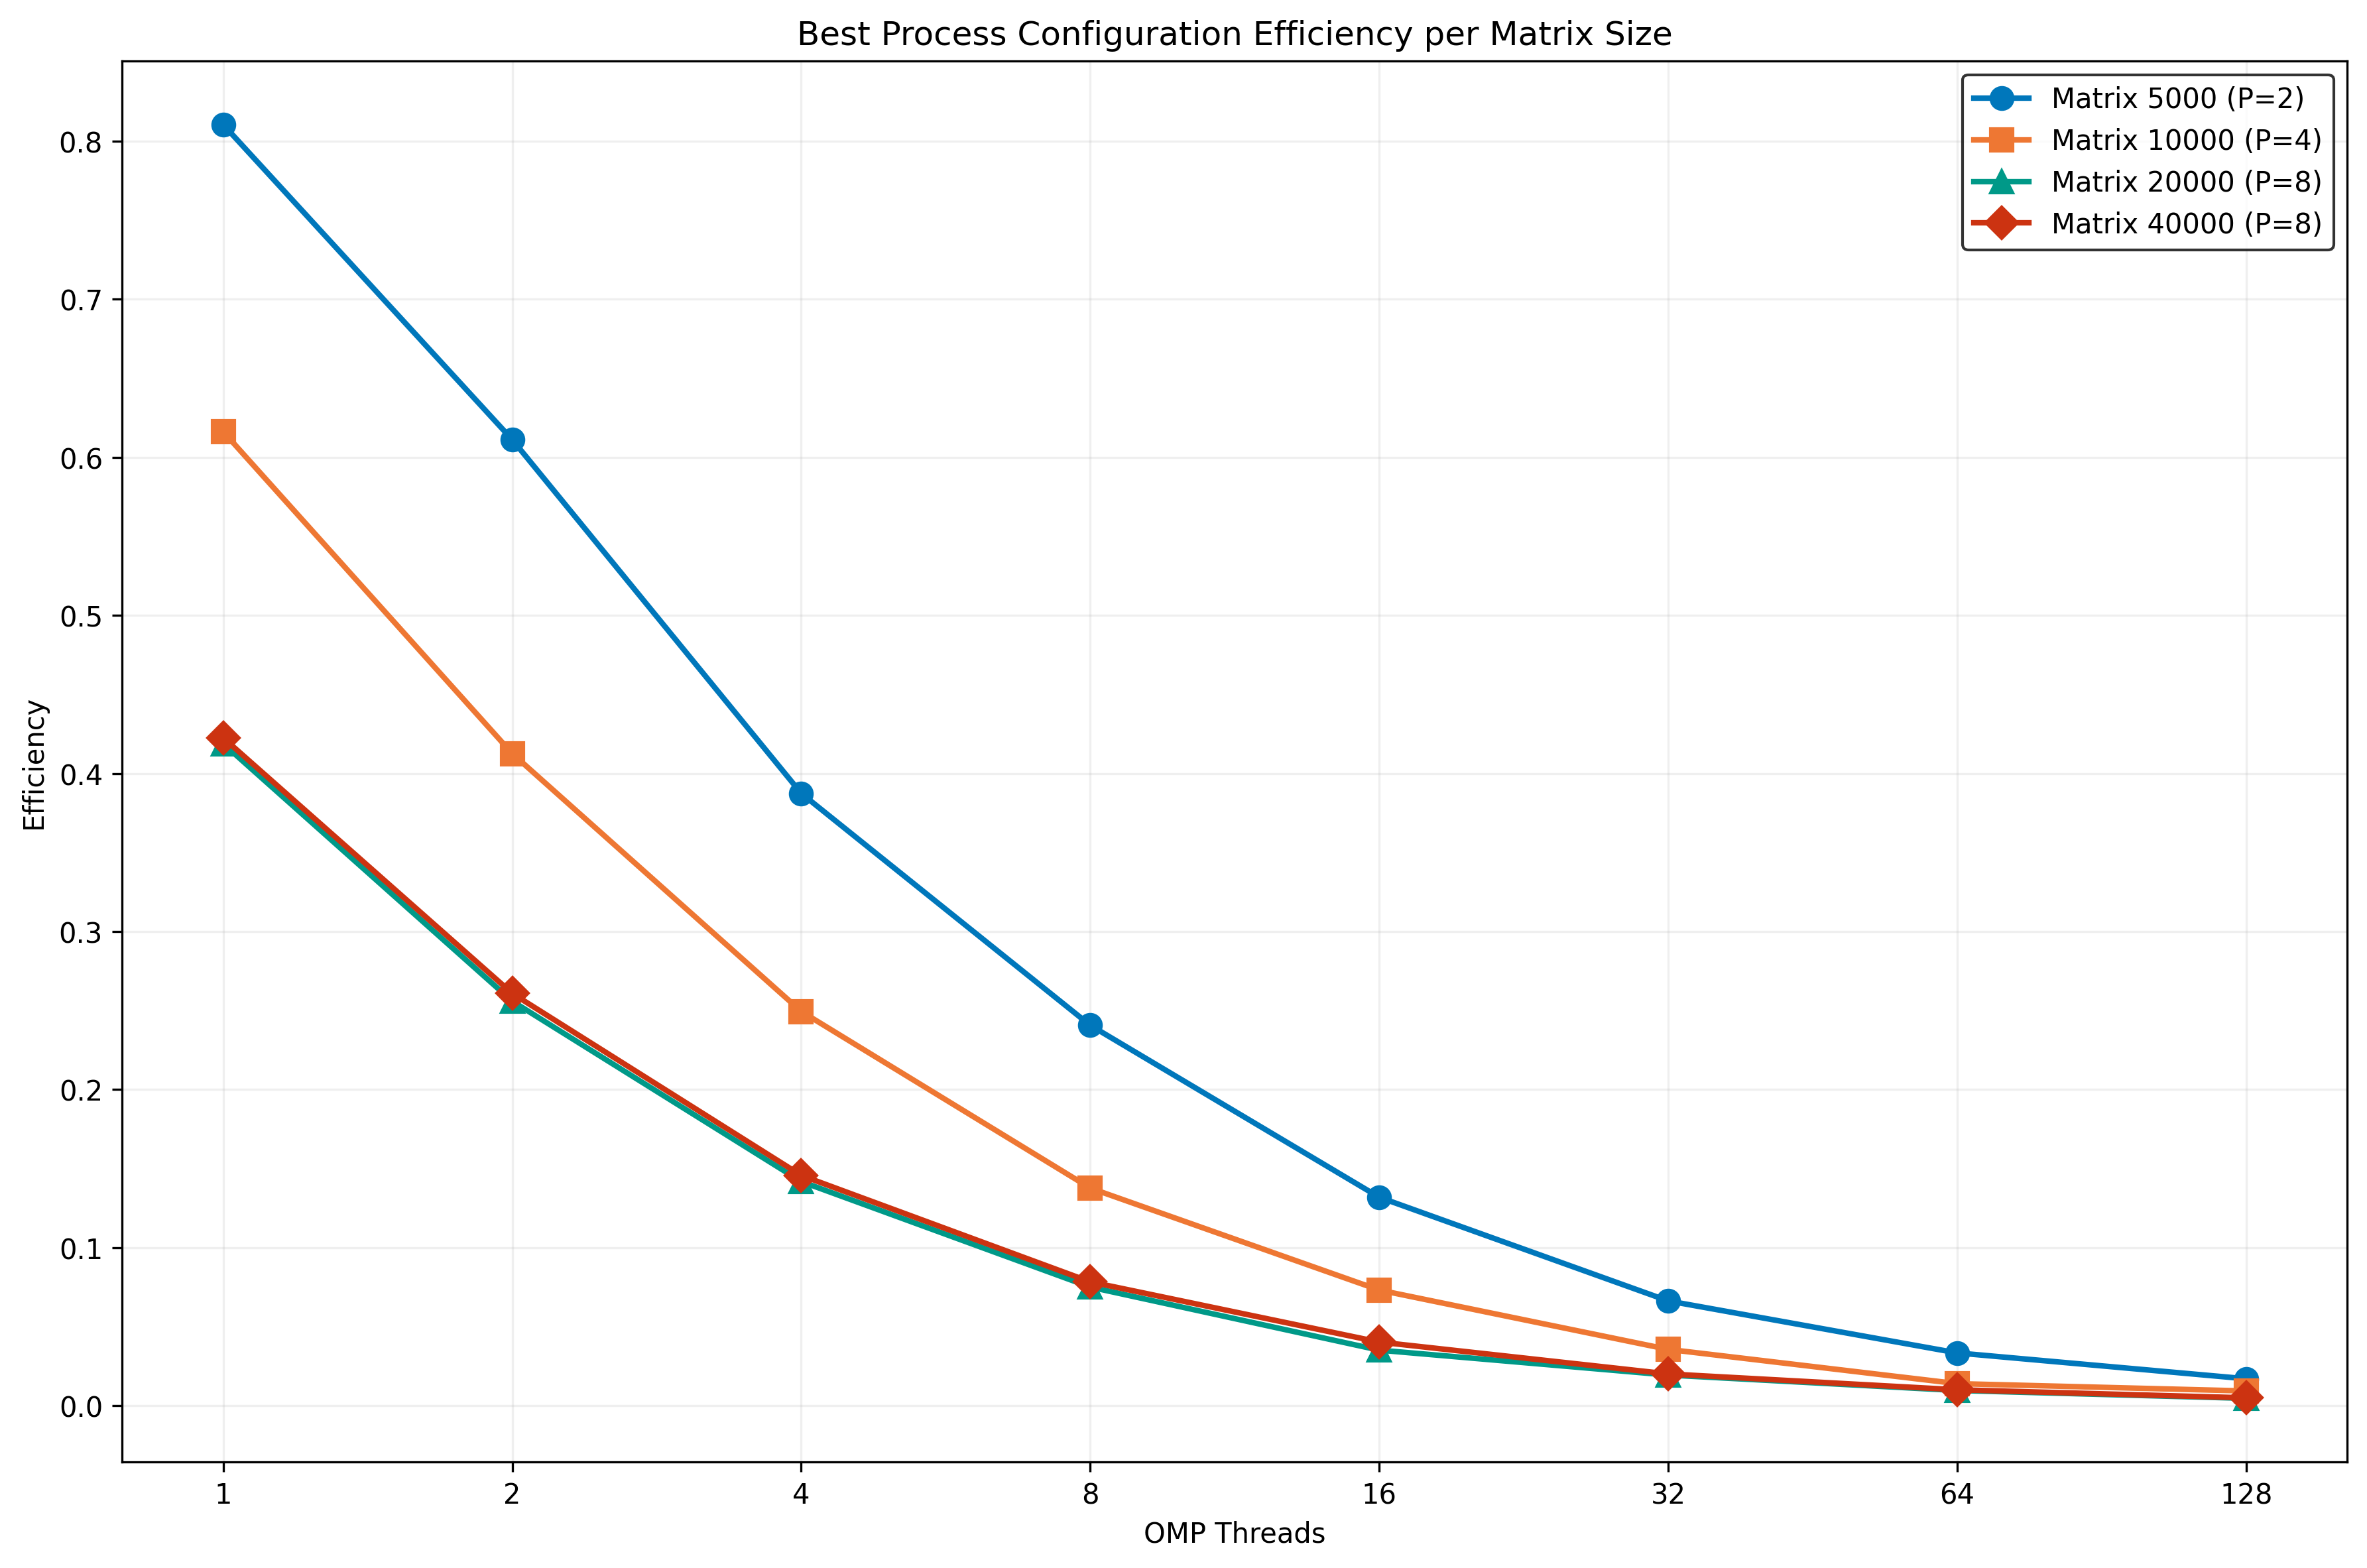 Best Process Configuration Efficiency per Matrix Size
Matrix 5000 (P=2)
Matrix 10000 (P=4)
Matrix 20000 (P=8)
Matrix 40000 (P=8)
Efficiency
0.8
0.7
0.6
0.5
0.4
0.3
0.2
0.1
0.0
1 2 4 8 16 32 64 128
OMP Threads